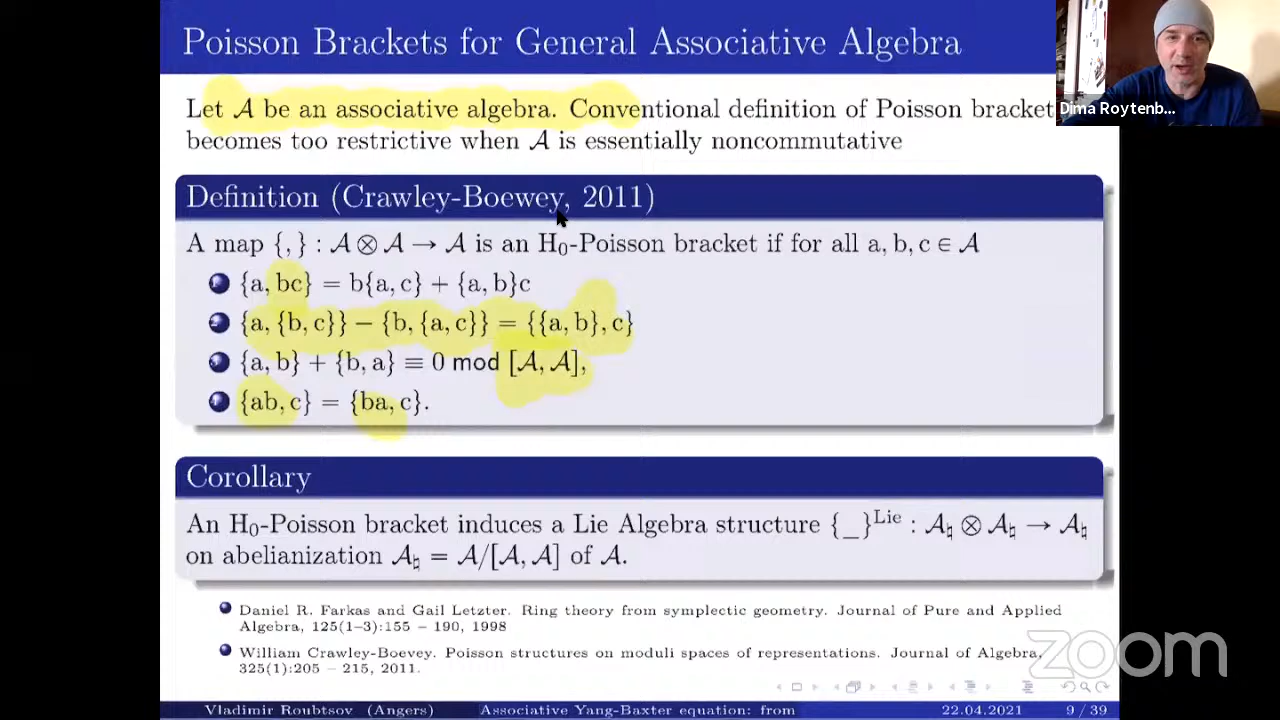 Poisson Brackets for General Associative Algebra
Dima Roytenb...
Let 𝒜 be an associative algebra. Conventional definition of Poisson bracket
becomes too restrictive when 𝒜 is essentially noncommutative
Definition (Crawley-Boewey, 2011)
A map {,} : 𝒜 ⊗ 𝒜 → 𝒜 is an H₀-Poisson bracket if for all a, b, c ∈ 𝒜
{a, bc} = b{a, c} + {a, b}c
{a, {b, c}} − {b, {a, c}} = {{a, b}, c}
{a, b} + {b, a} ≡ 0 mod [𝒜, 𝒜],
{ab, c} = {ba, c}.
Corollary
An H₀-Poisson bracket induces a Lie Algebra structure {_}ᴸⁱᵉ : 𝒜♮ ⊗ 𝒜♮ → 𝒜♮
on abelianization 𝒜♮ = 𝒜/[𝒜, 𝒜] of 𝒜.
Daniel R. Farkas and Gail Letzter. Ring theory from symplectic geometry. Journal of Pure and Applied
Algebra, 125(1–3):155 – 190, 1998
William Crawley-Boevey. Poisson structures on moduli spaces of representations. Journal of Algebra,
325(1):205 – 215, 2011.
zoom
Vladimir Roubtsov (Angers) Associative Yang-Baxter equation: from 22.04.2021 9 / 39